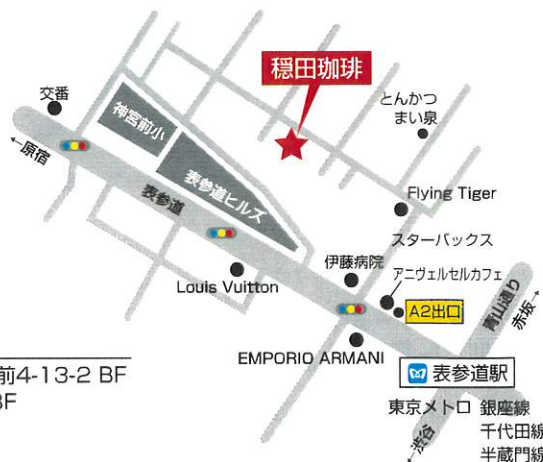 穏田珈琲
交番
とんかつ
まい泉
神宮前小
←原宿
表参道ヒルズ
表参道
Flying Tiger
スターバックス
伊藤病院
アニヴェルセルカフェ
Louis Vuitton
A2出口
青山通り
赤坂→
EMPORIO ARMANI
前4-13-2 BF
BF
表参道駅
東京メトロ 銀座線
千代田線
半蔵門線
←渋谷